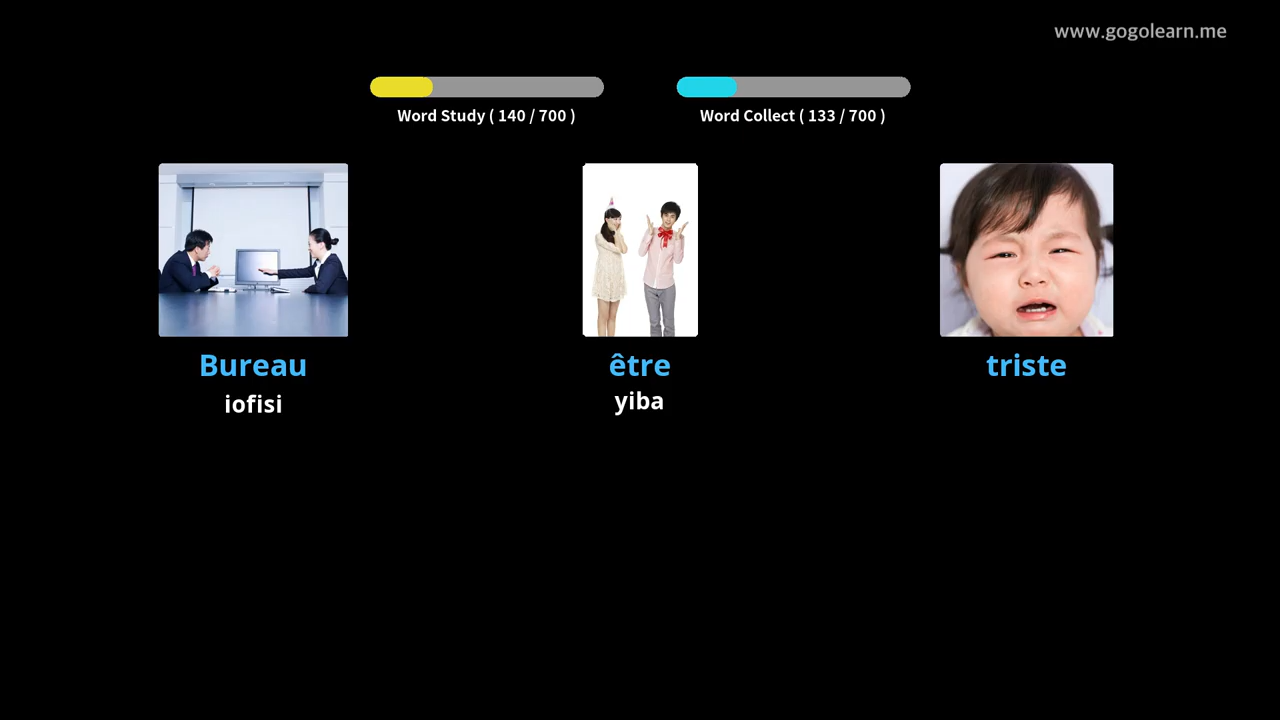 www.gogolearn.me
Word Study ( 140 / 700 )
Word Collect ( 133 / 700 )
Bureau
iofisi
être
yiba
triste